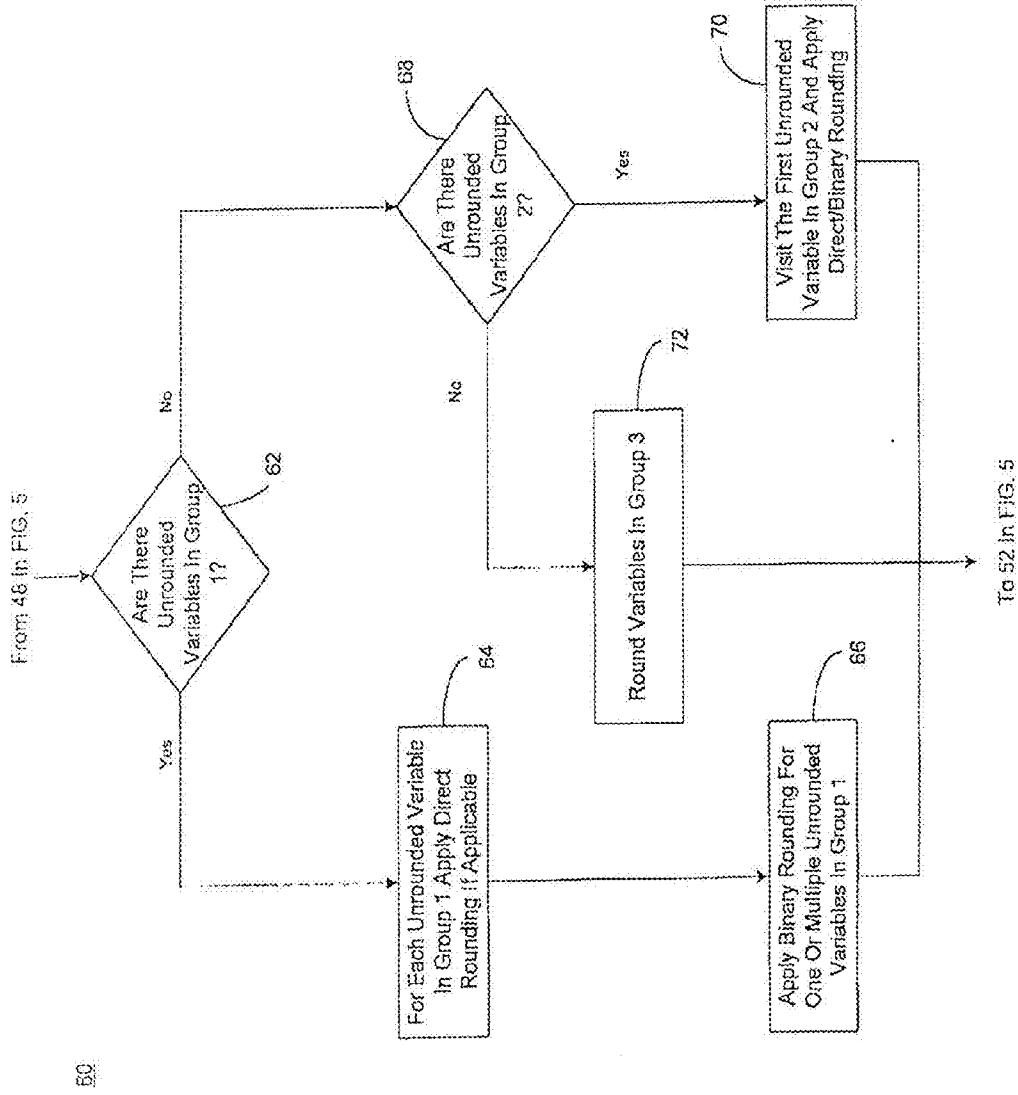 60
From 48 In FIG. 5
Are There
Unrounded
Variables In Group
1?
62
Yes
No
For Each Unrounded Variable
In Group 1 Apply Direct
Rounding If Applicable
64
Are There
Unrounded
Variables In Group
2?
68
No
Yes
Round Variables In Group 3
72
Apply Binary Rounding For
One Or Multiple Unrounded
Variables In Group 1
66
Visit The First Unrounded
Variable In Group 2 And Apply
Direct/Binary Rounding
70
To 52 In FIG. 5